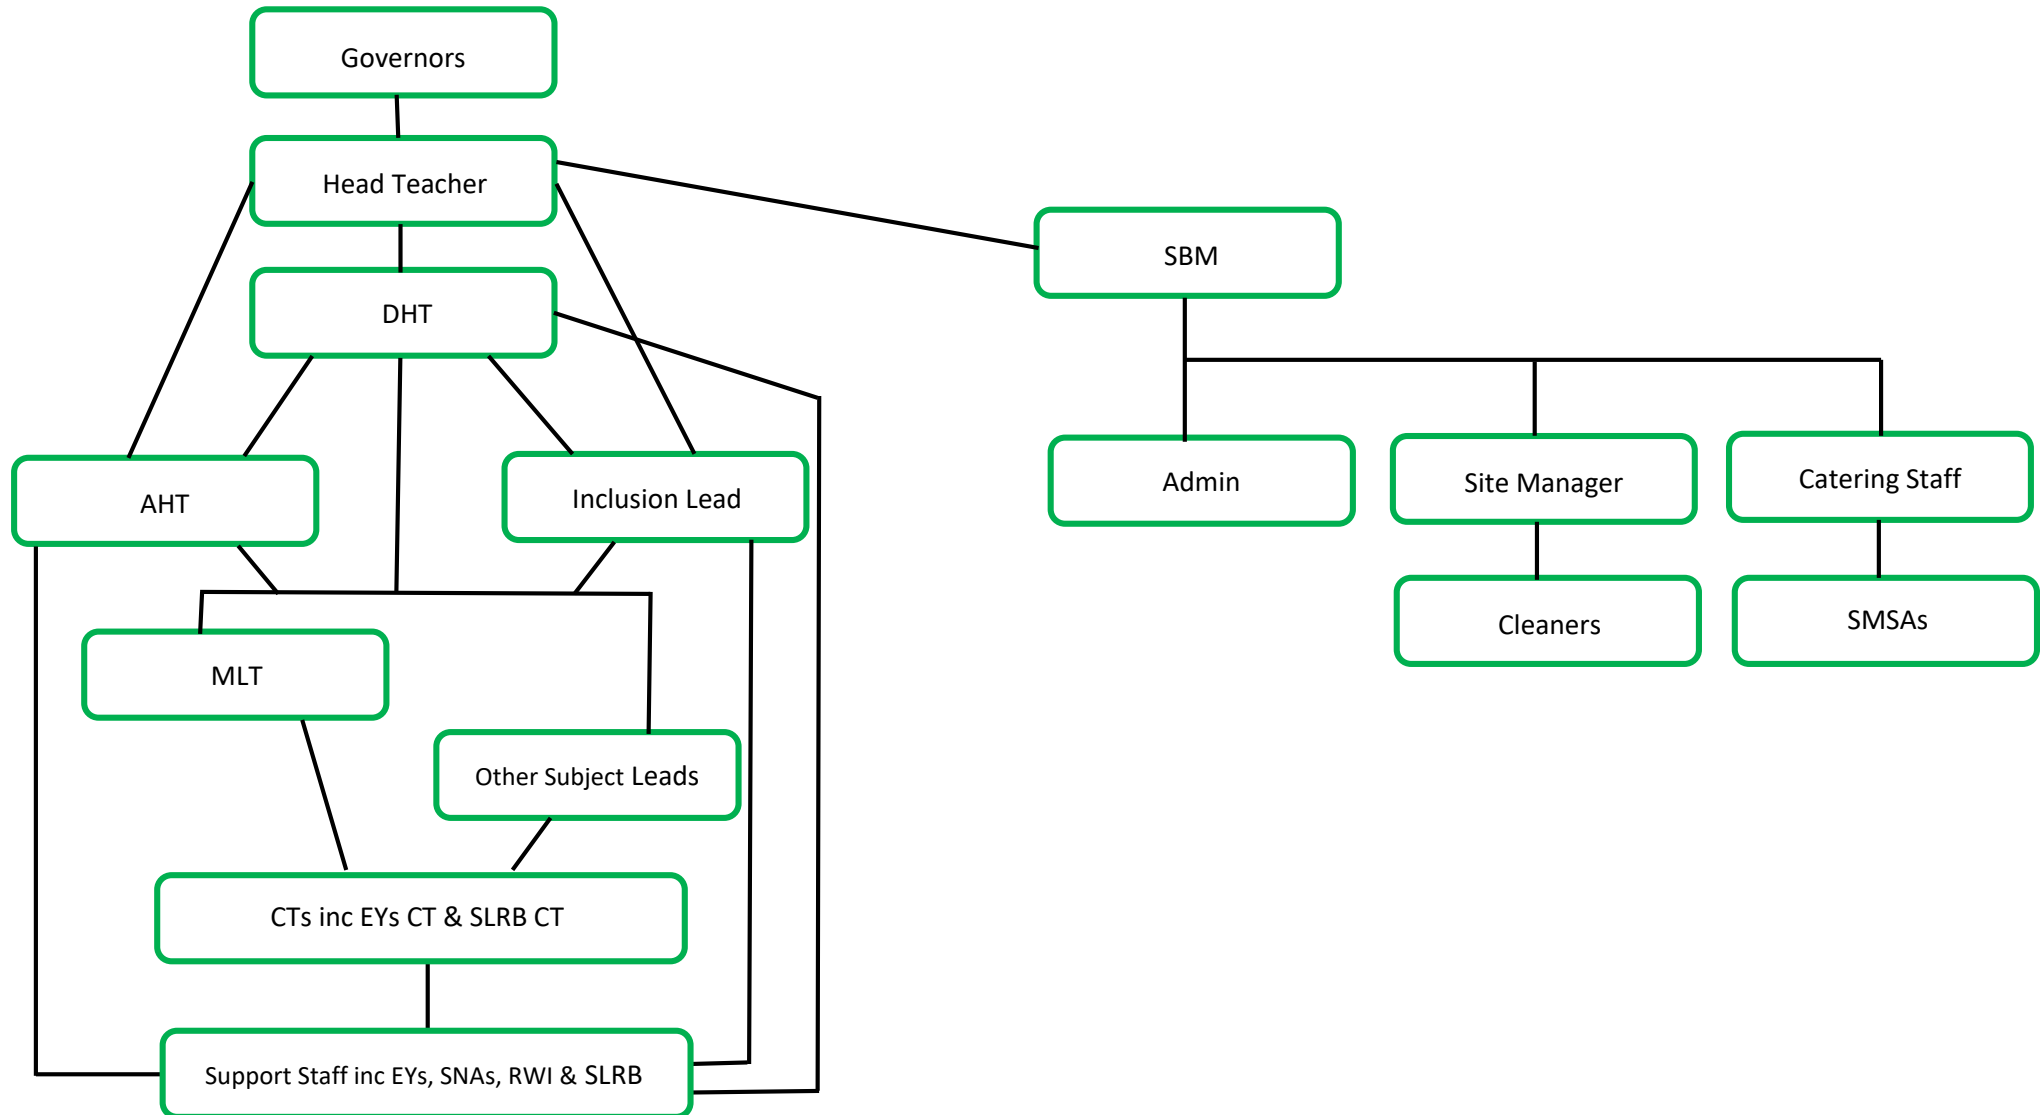 Governors
Head Teacher
SBM
DHT
AHT
Inclusion Lead
Admin
Site Manager
Catering Staff
Cleaners
SMSAs
MLT
Other Subject Leads
CTs inc EYs CT & SLRB CT
Support Staff inc EYs, SNAs, RWI & SLRB